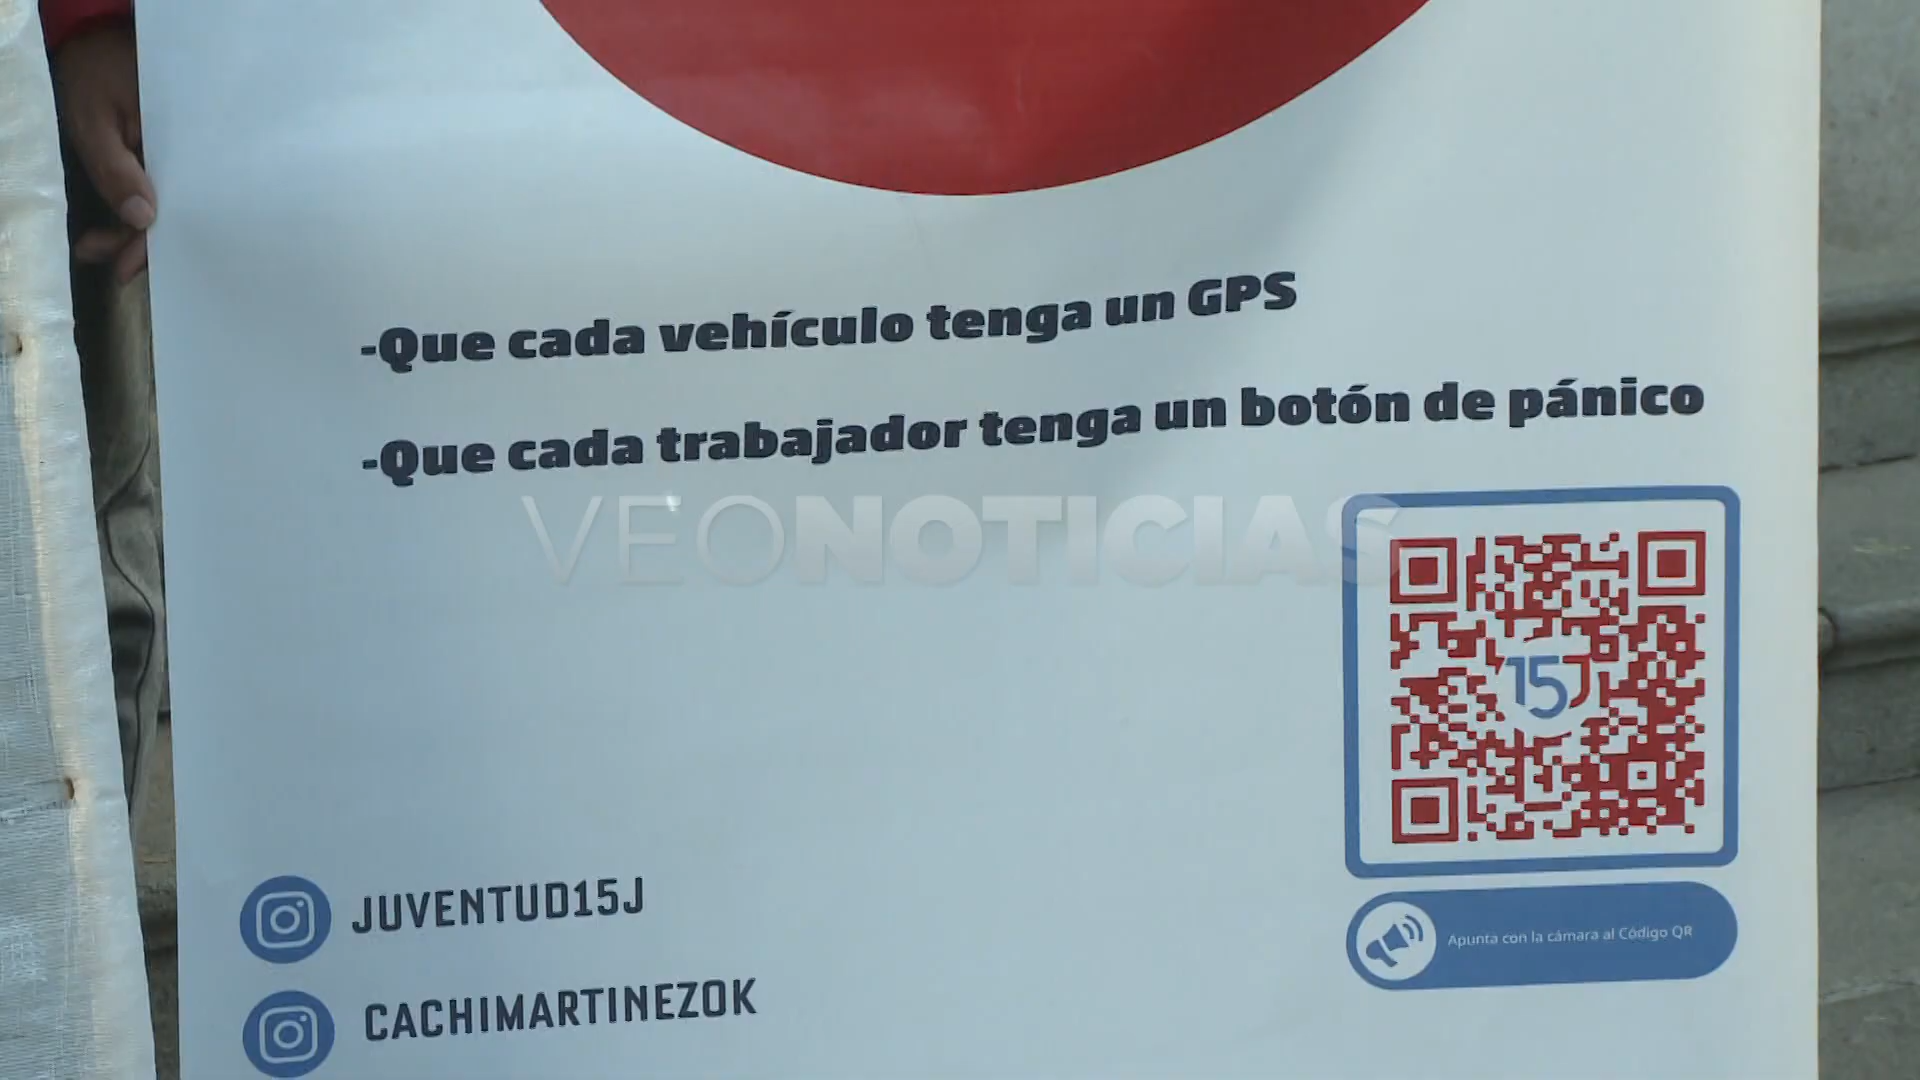 -Que cada vehículo tenga un GPS
-Que cada trabajador tenga un botón de pánico
VEONOTICIAS
15J
JUVENTUD15J
Apunta con la cámara al Código QR
CACHIMARTINEZOK